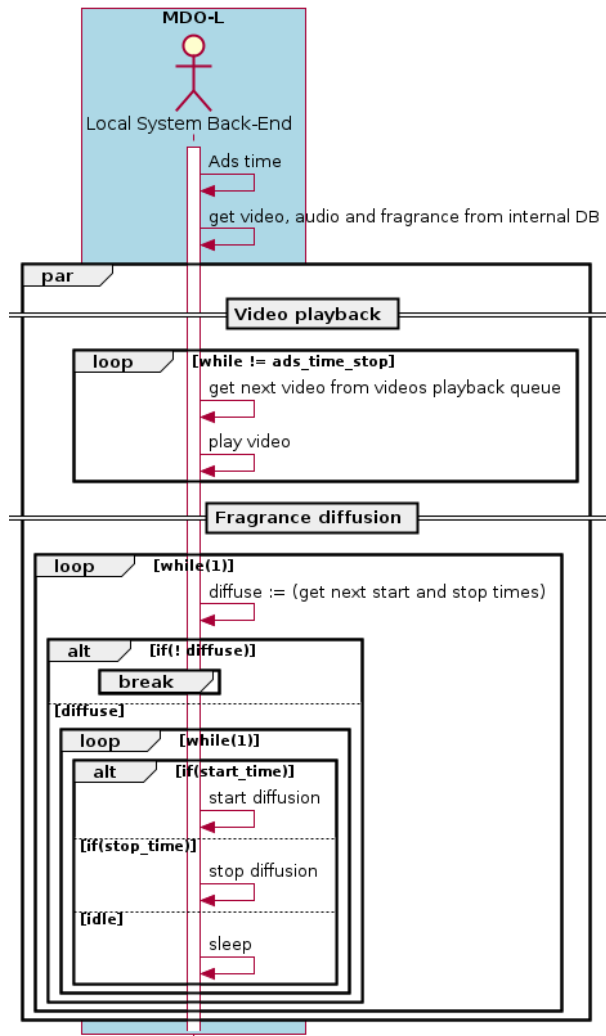 MDO-L
Local System Back-End
Ads time
get video, audio and fragrance from internal DB
par
Video playback
loop [while != ads_time_stop]
get next video from videos playback queue
play video
Fragrance diffusion
loop [while(1)]
diffuse := (get next start and stop times)
alt [if(! diffuse)]
break
[diffuse]
loop [while(1)]
alt [if(start_time)]
start diffusion
[if(stop_time)]
stop diffusion
[idle]
sleep